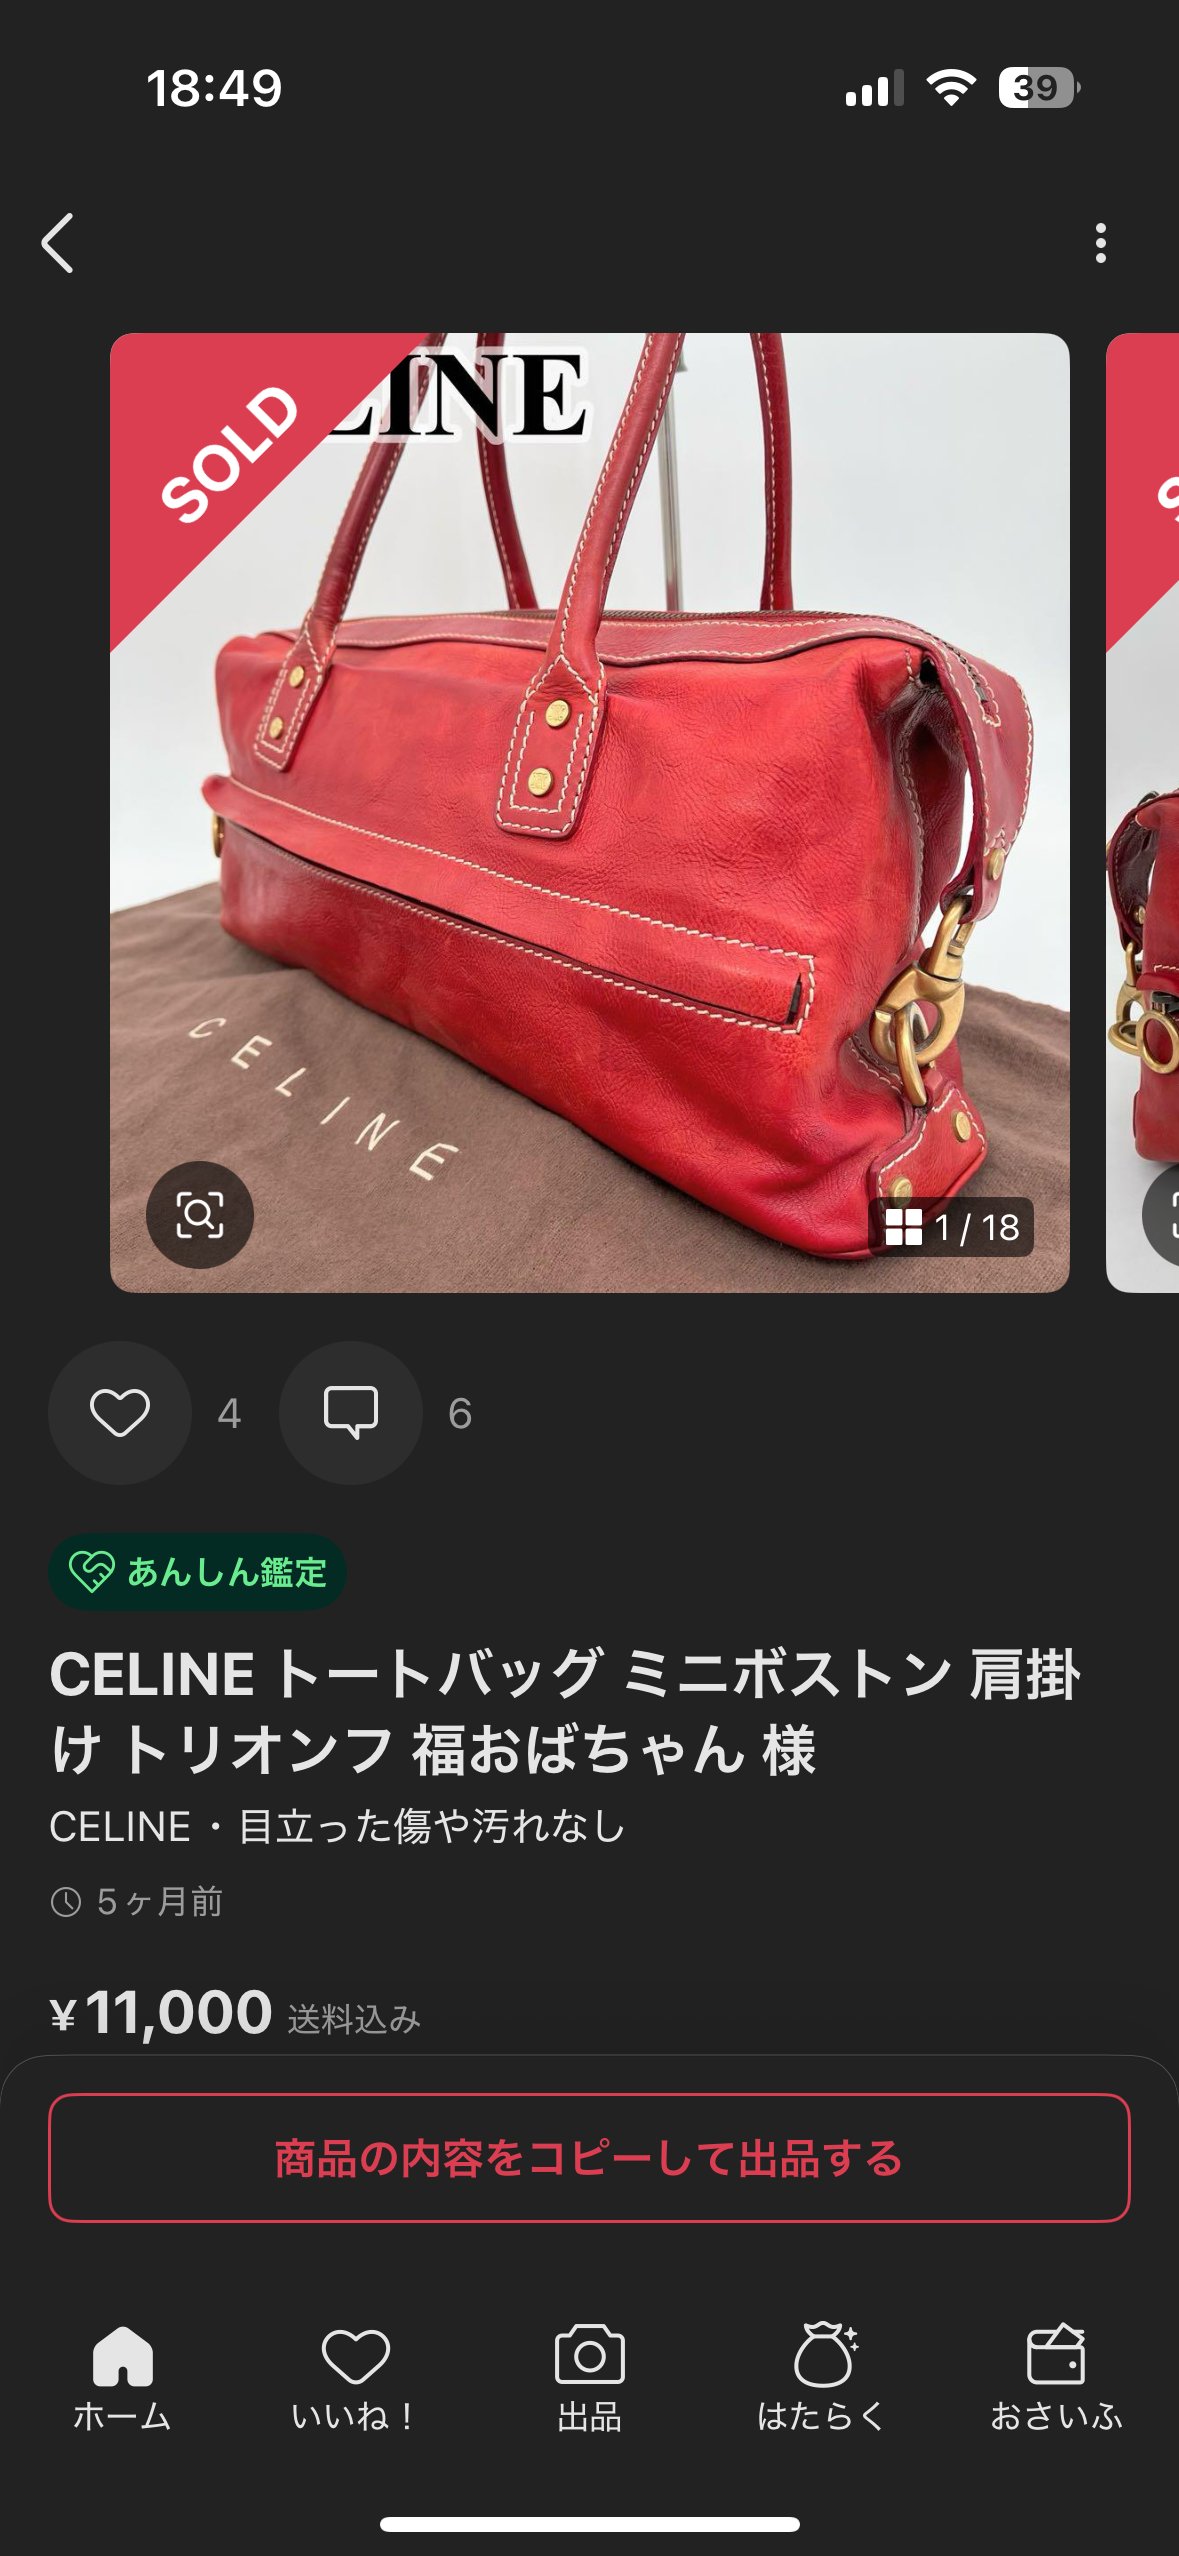 18:49
39
SOLD
LINE
CELINE
1 / 18
4
6
あんしん鑑定
CELINE トートバッグ ミニボストン 肩掛
け トリオンフ 福おばちゃん 様
CELINE・目立った傷や汚れなし
5ヶ月前
¥11,000 送料込み
商品の内容をコピーして出品する
ホーム
いいね！
出品
はたらく
おさいふ